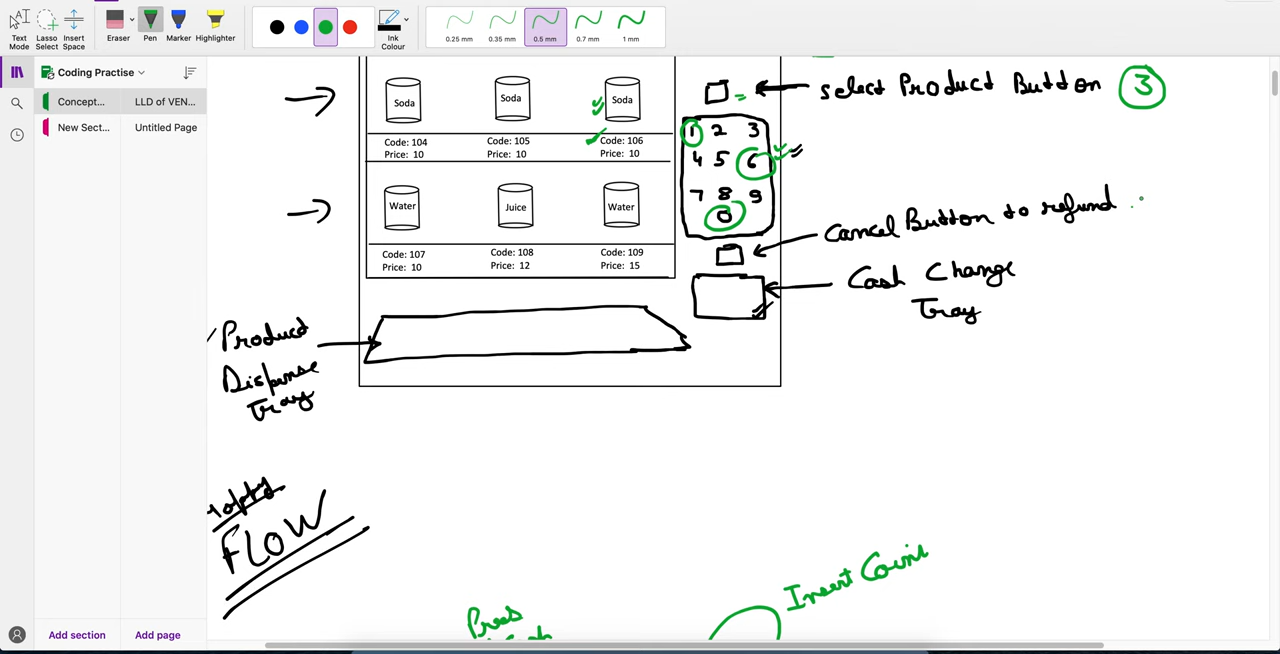 Text Mode
Lasso Select
Insert Space
Eraser
Pen
Marker
Highlighter
Ink Colour
0.25 mm
0.35 mm
0.5 mm
0.7 mm
1 mm
Coding Practise
Concept...
LLD of VEN...
New Sect...
Untitled Page
Soda
Soda
Soda
Code: 104
Price: 10
Code: 105
Price: 10
Code: 106
Price: 10
Water
Juice
Water
Code: 107
Price: 10
Code: 108
Price: 12
Code: 109
Price: 15
select Product Button 3
1 2 3
4 5 6
7 8 9
0
Cancel Button to refund
Cash Change
Tray
Product
Dispense
Tray
FLOW
Insert Coin
Press
Add section
Add page